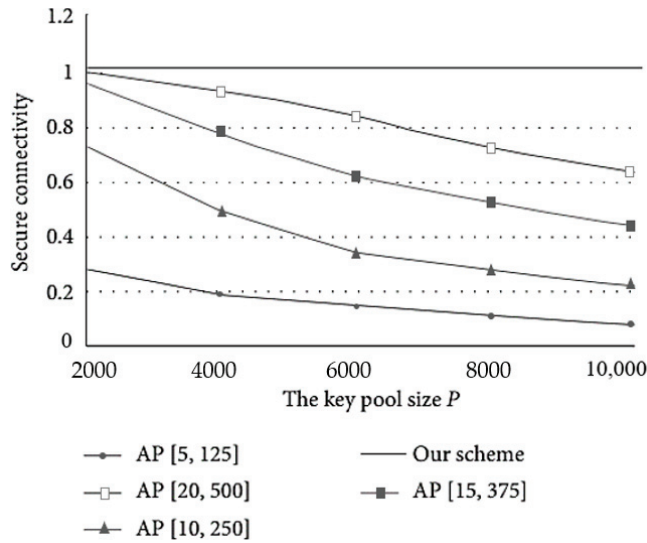 1.2
1
0.8
0.6
0.4
0.2
0
Secure connectivity
2000 4000 6000 8000 10,000
The key pool size P
AP [5, 125]
Our scheme
AP [20, 500]
AP [15, 375]
AP [10, 250]